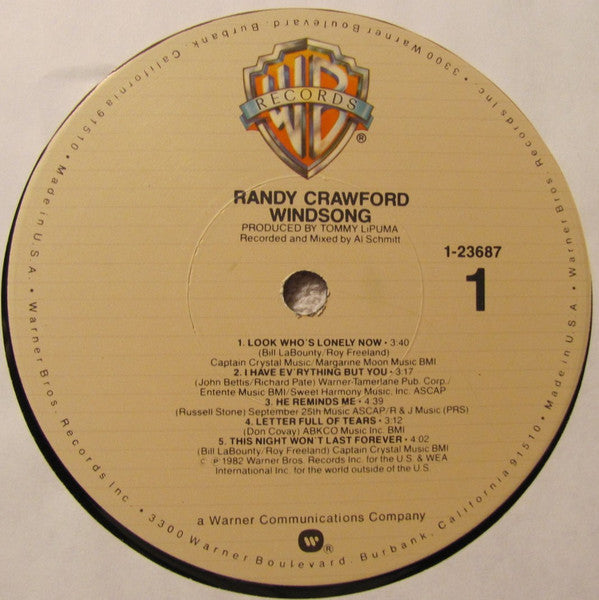 WB
RECORDS
®
RANDY CRAWFORD
WINDSONG
PRODUCED BY TOMMY LiPUMA
Recorded and Mixed by Al Schmitt
1-23687
1
1. LOOK WHO'S LONELY NOW • 3:40
(Bill LaBounty/Roy Freeland)
Captain Crystal Music/Margarine Moon Music BMI
2. I HAVE EV'RYTHING BUT YOU • 3:17
(John Bettis/Richard Pate) Warner-Tamerlane Pub. Corp./
Entente Music BMI/Sweet Harmony Music, Inc. ASCAP
3. HE REMINDS ME • 4:39
(Russell Stone) September 25th Music ASCAP/R & J Music (PRS)
4. LETTER FULL OF TEARS • 3:12
(Don Covay) ABKCO Music Inc. BMI
5. THIS NIGHT WON'T LAST FOREVER • 4:02
(Bill LaBounty/Roy Freeland) Captain Crystal Music BMI
© ℗ 1982 Warner Bros. Records Inc. for the U.S. & WEA
International Inc. for the world outside of the U.S.
a Warner Communications Company
®
3300 Warner Boulevard, Burbank, California 91510 • Made in U.S.A. • Warner Bros. Records Inc. • 3300 Warner Boulevard, Burbank, California 91510 • Made in U.S.A. • Warner Bros. Records Inc. •